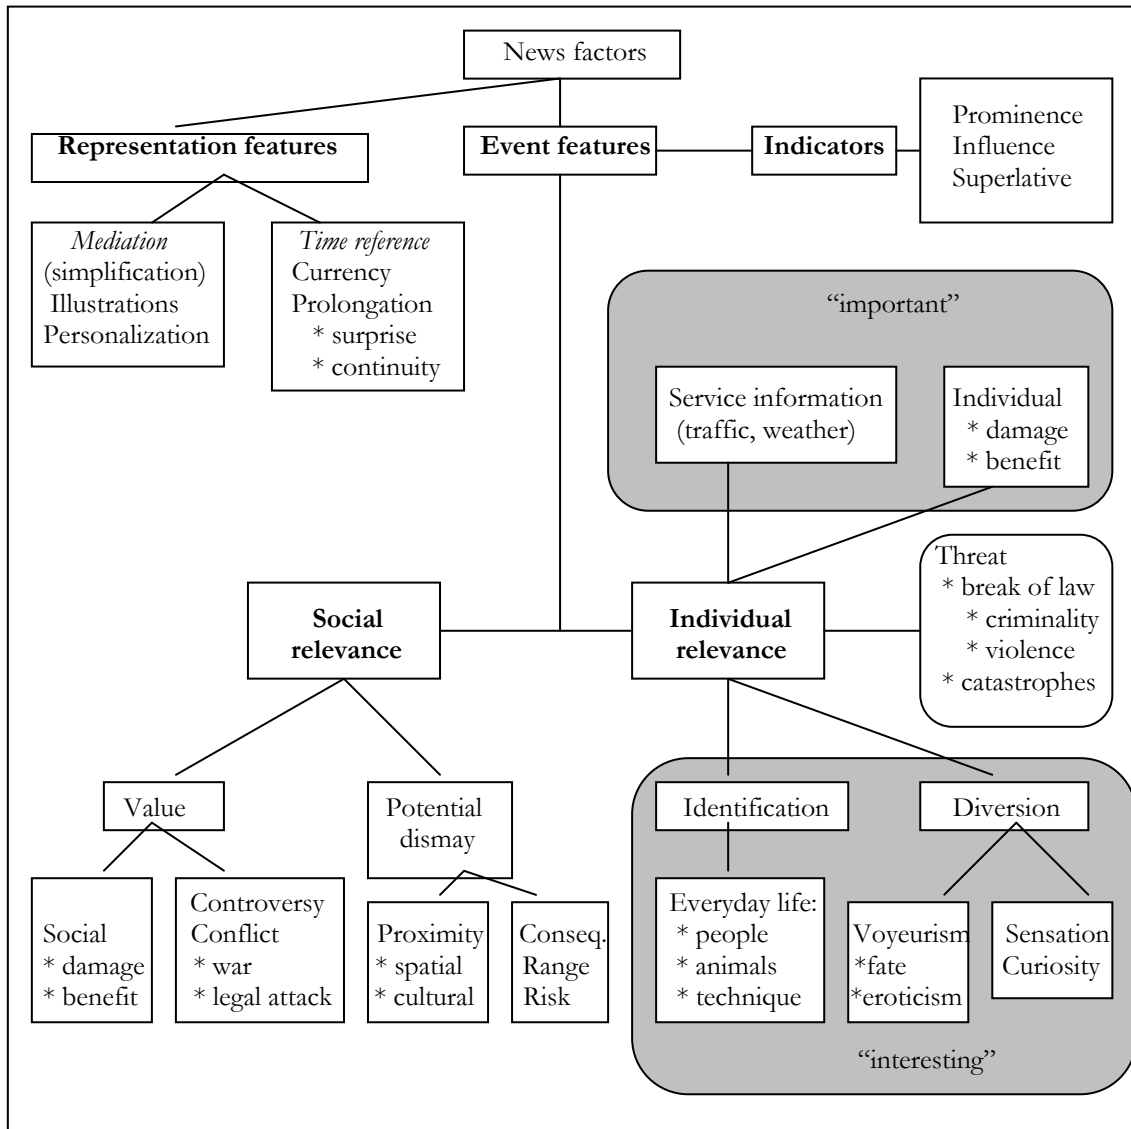 News factors
Representation features
Event features
Indicators
Prominence
Influence
Superlative
Mediation
(simplification)
Illustrations
Personalization
Time reference
Currency
Prolongation
* surprise
* continuity
“important”
Service information
(traffic, weather)
Individual
* damage
* benefit
Social
relevance
Individual
relevance
Threat
* break of law
* criminality
* violence
* catastrophes
Value
Potential
dismay
Identification
Diversion
Social
* damage
* benefit
Controversy
Conflict
* war
* legal attack
Proximity
* spatial
* cultural
Conseq.
Range
Risk
Everyday life:
* people
* animals
* technique
Voyeurism
*fate
*eroticism
Sensation
Curiosity
“interesting”